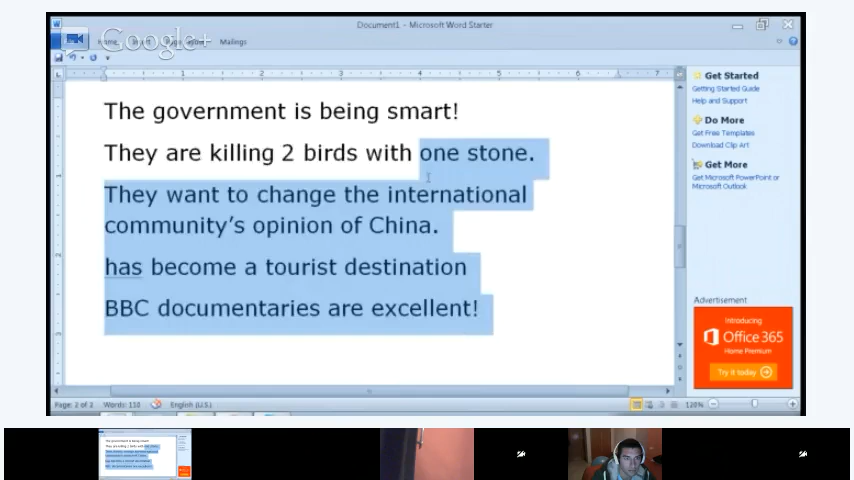 Document1 - Microsoft Word Starter
Google+
Mailings
The government is being smart!
They are killing 2 birds with one stone.
They want to change the international
community's opinion of China.
has become a tourist destination
BBC documentaries are excellent!
Get Started
Getting Started Guide
Help and Support
Do More
Get Free Templates
Download Clip Art
Get More
Get Microsoft PowerPoint or
Microsoft Outlook
Advertisement
Introducing
Office 365
Home Premium
Try it today
Page: 2 of 2 Words: 110 English (U.S.) 120%